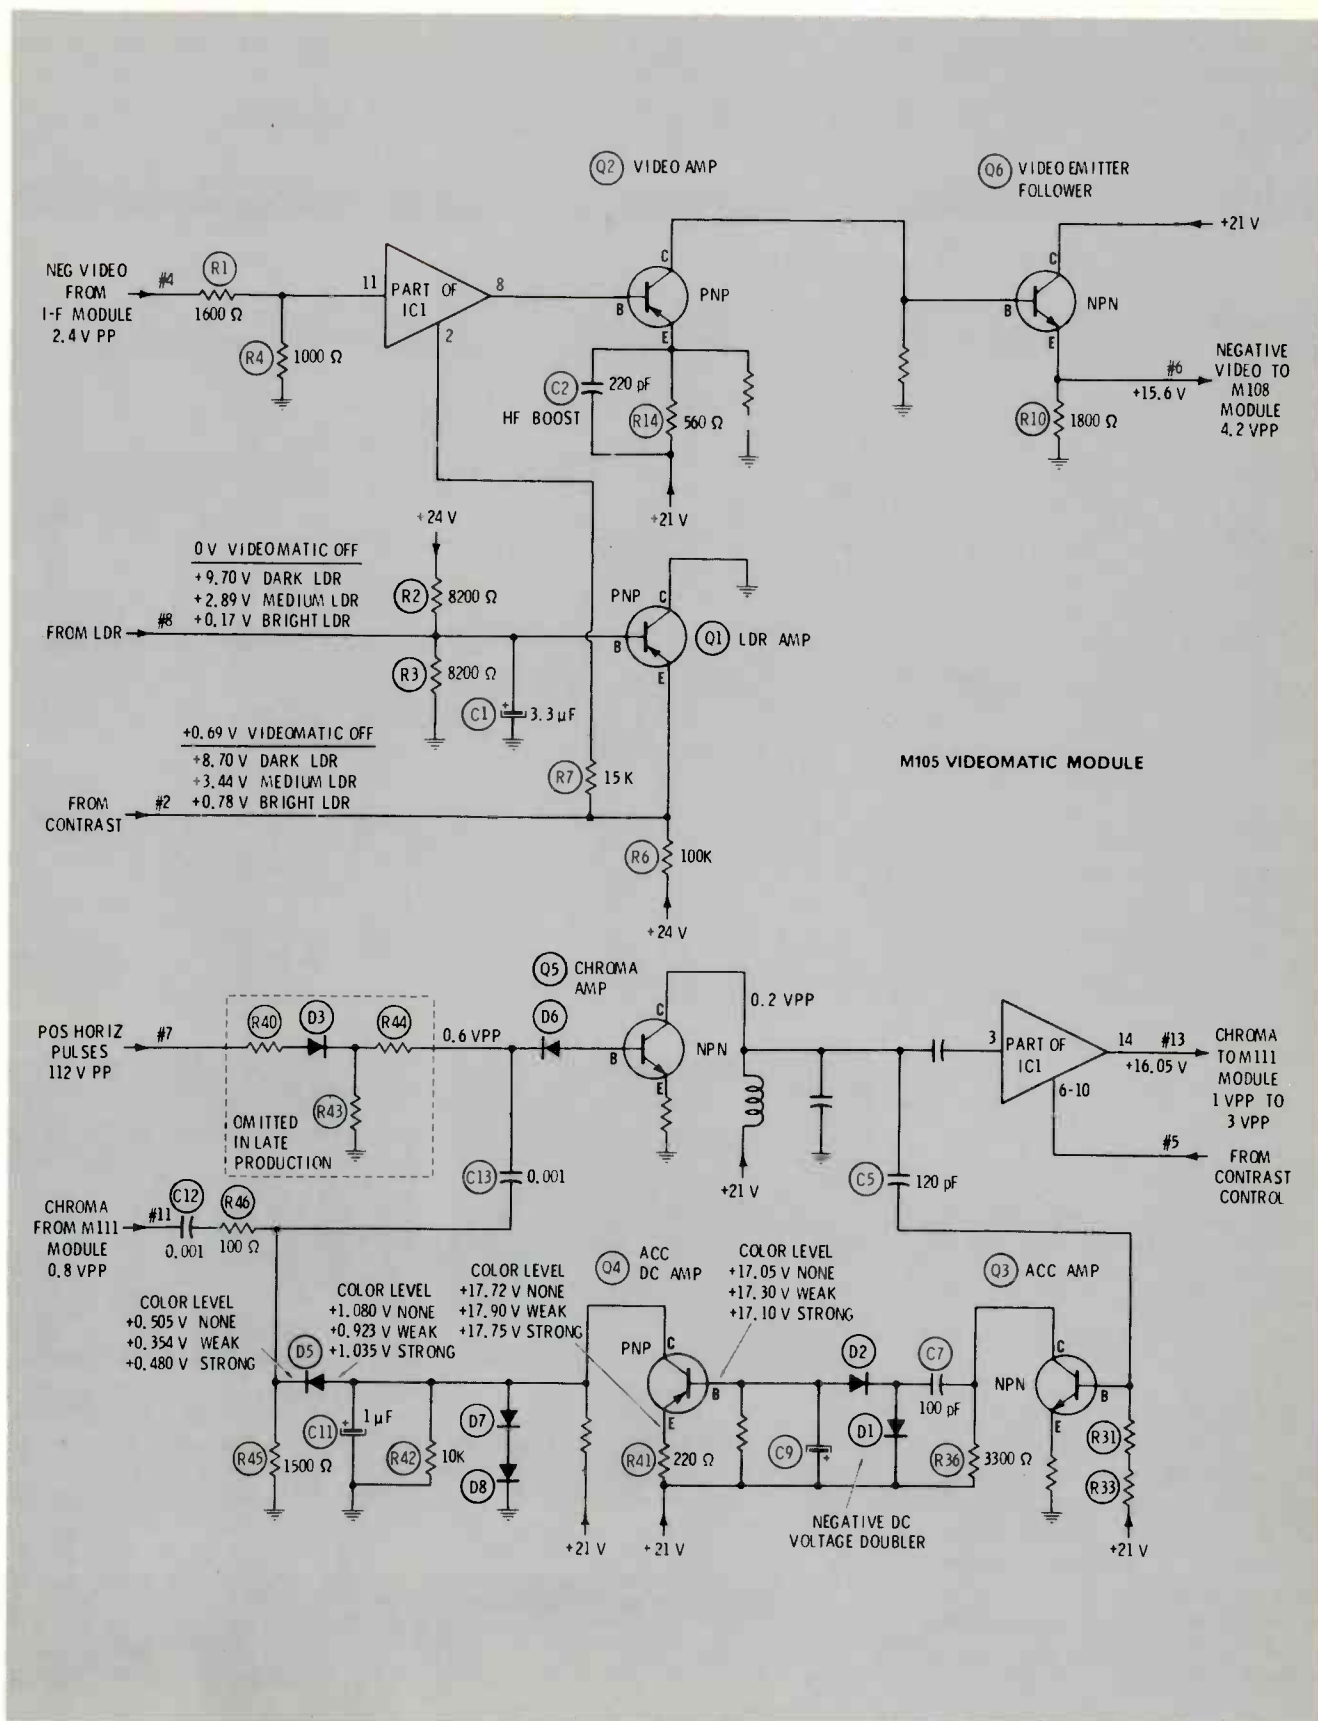 Q2 VIDEO AMP
Q6 VIDEO EMITTER
FOLLOWER
+21 V
C
C
NEG VIDEO
FROM
I-F MODULE
2.4 V PP
#4
R1
1600 Ω
11
PART OF
IC1
8
2
B
PNP
E
B
NPN
E
R4
1000 Ω
C2
220 pF
HF BOOST
R14
560 Ω
#6
+15.6 V
NEGATIVE
VIDEO TO
M108
MODULE
4.2 VPP
R10
1800 Ω
+24 V
+21 V
0 V VIDEOMATIC OFF
+9.70 V DARK LDR
+2.89 V MEDIUM LDR
+0.17 V BRIGHT LDR
R2
8200 Ω
PNP
C
FROM LDR
#8
B
Q1 LDR AMP
E
R3
8200 Ω
C1
+
3.3 µF
+0.69 V VIDEOMATIC OFF
+8.70 V DARK LDR
+3.44 V MEDIUM LDR
+0.78 V BRIGHT LDR
M105 VIDEOMATIC MODULE
R7
15 K
FROM
CONTRAST
#2
R6
100K
+24 V
Q5 CHROMA
AMP
C
0.2 VPP
POS HORIZ
PULSES
112 V PP
#7
R40
D3
R44
0.6 VPP
D6
B
NPN
E
3
PART OF
IC1
14
#13
+16.05 V
6-10
CHROMA
TO M111
MODULE
1 VPP TO
3 VPP
R43
OMITTED
IN LATE
PRODUCTION
#5
FROM
CONTRAST
CONTROL
C13
0.001
+21 V
C5
120 pF
CHROMA
FROM M111
MODULE
0.8 VPP
#11
C12
0.001
R46
100 Ω
COLOR LEVEL
+0.505 V NONE
+0.354 V WEAK
+0.480 V STRONG
COLOR LEVEL
+1.080 V NONE
+0.923 V WEAK
+1.035 V STRONG
COLOR LEVEL
+17.72 V NONE
+17.90 V WEAK
+17.75 V STRONG
Q4 ACC
DC AMP
COLOR LEVEL
+17.05 V NONE
+17.30 V WEAK
+17.10 V STRONG
Q3 ACC AMP
D5
PNP
C
B
E
D2
C7
100 pF
NPN
C
B
E
R45
1500 Ω
C11
+
1 µF
R42
10K
D7
D8
R41
220 Ω
C9
+
D1
R36
3300 Ω
R31
R33
+21 V
+21 V
NEGATIVE DC
VOLTAGE DOUBLER
+21 V